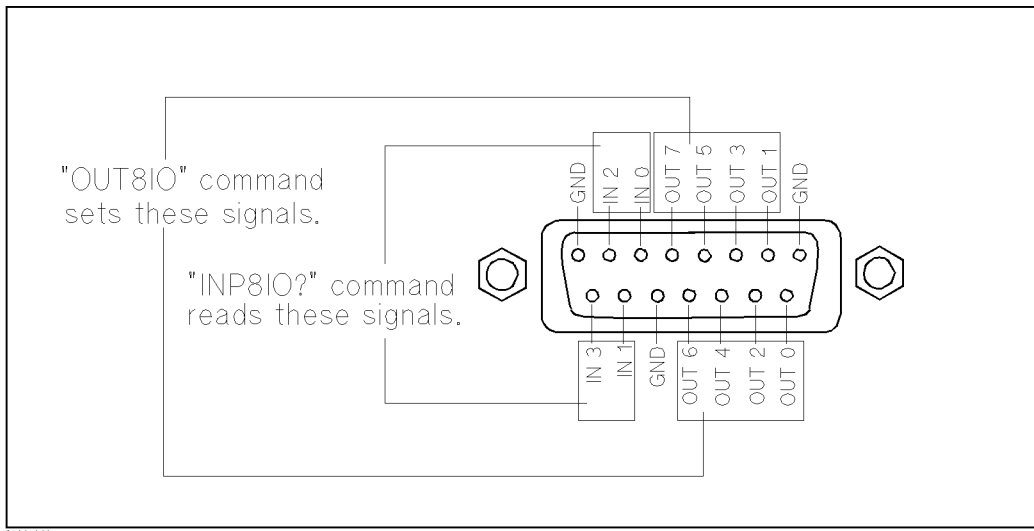 "OUT8IO" command
sets these signals.
"INP8IO?" command
reads these signals.
GND
IN 2
IN 0
OUT 7
OUT 5
OUT 3
OUT 1
GND
IN 3
IN 1
GND
OUT 6
OUT 4
OUT 2
OUT 0